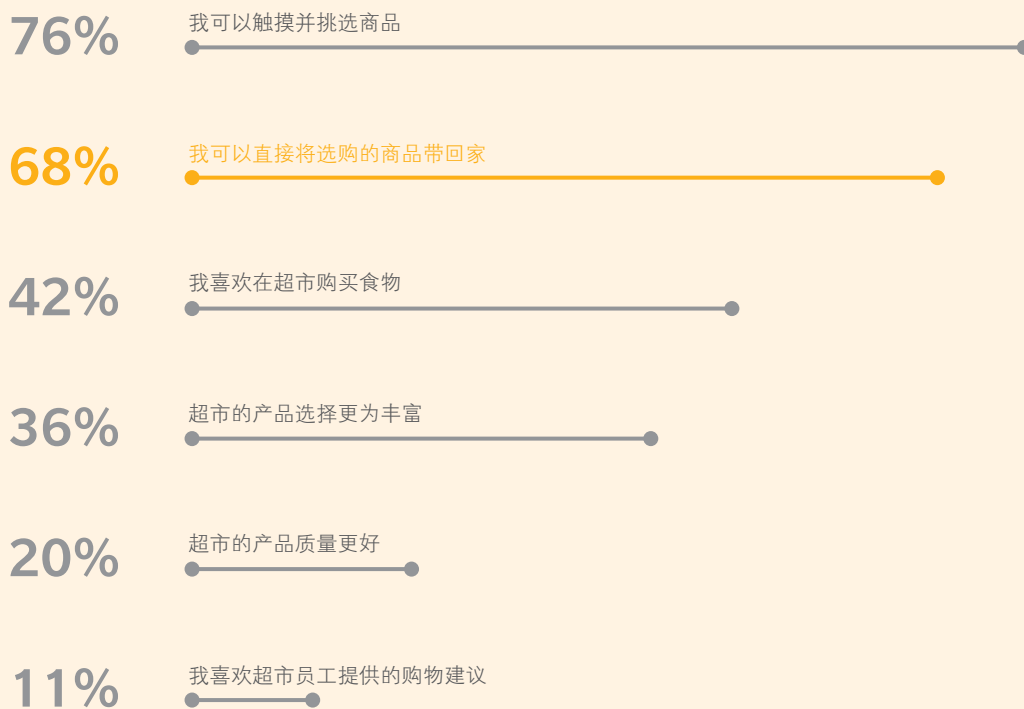 76%
我可以触摸并挑选商品
68%
我可以直接将选购的商品带回家
42%
我喜欢在超市购买食物
36%
超市的产品选择更为丰富
20%
超市的产品质量更好
11%
我喜欢超市员工提供的购物建议